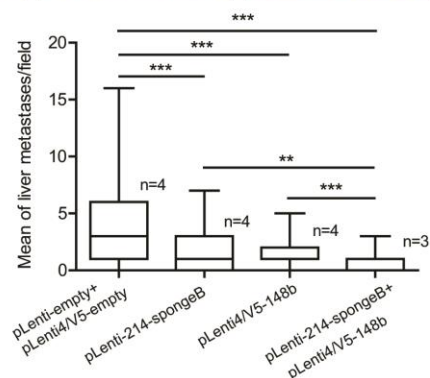 ***
***
***
**
***
20
15
10
5
0
Mean of liver metastases/field
n=4
n=4
n=4
n=3
pLenti-empty+
pLenti4/V5-empty
pLenti-214-spongeB
pLenti4/V5-148b
pLenti-214-spongeB+
pLenti4/V5-148b